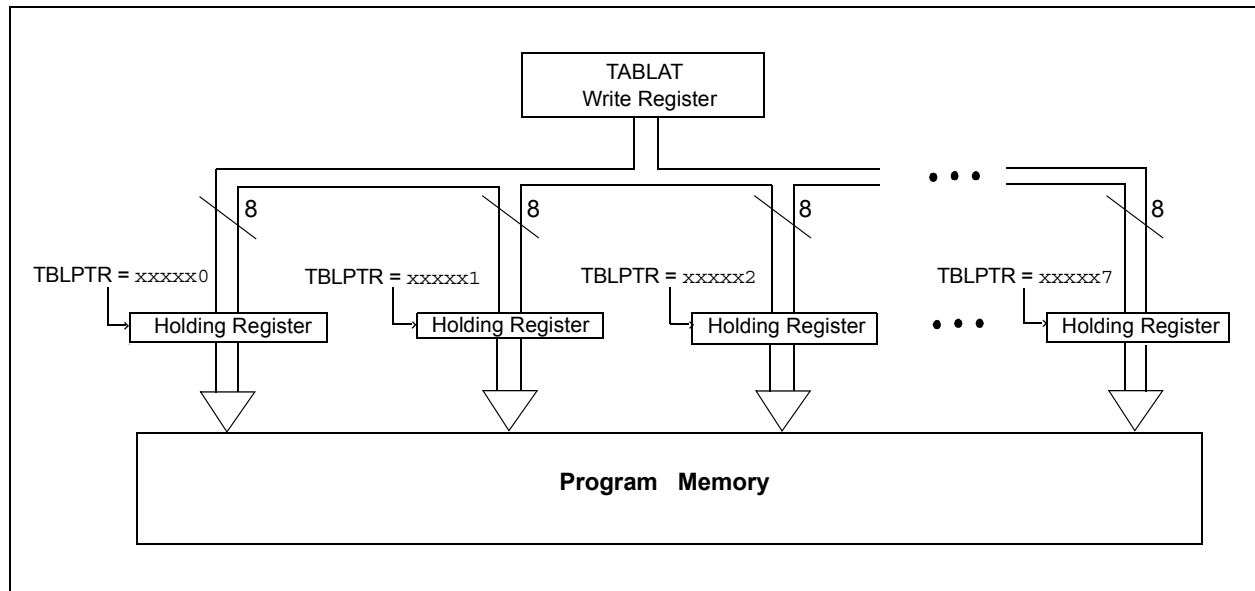 TABLAT
Write Register
8
8
8
8
TBLPTR = xxxxx0
TBLPTR = xxxxx1
TBLPTR = xxxxx2
TBLPTR = xxxxx7
Holding Register
Holding Register
Holding Register
Holding Register
Program Memory